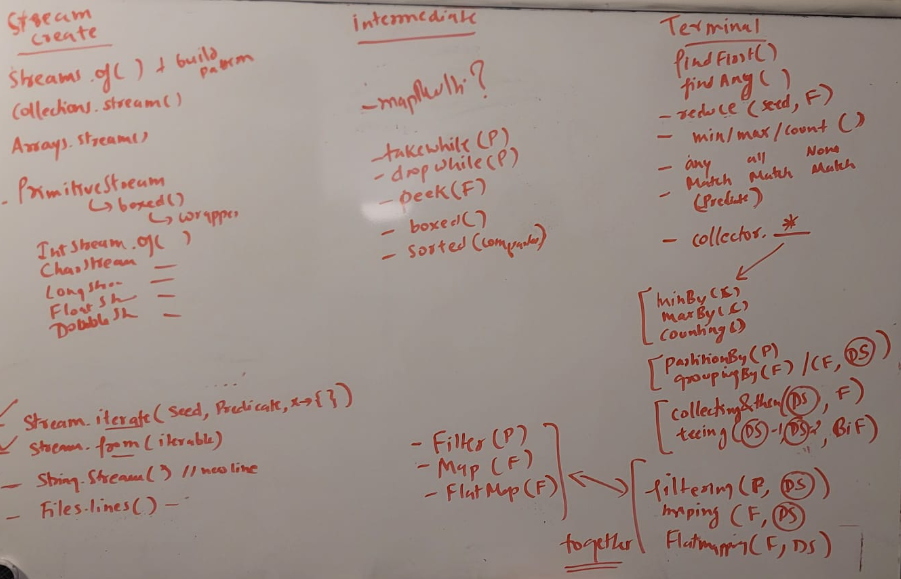 Stream create
Streams.of() + build pattern
Collections.stream()
Arrays.stream()
- PrimitiveStream
↳ boxed()
↳ wrapper
IntStream.of( )
CharStream —
LongStr —
FloatSt —
DoubleSt —
✓ Stream.iterate(seed, Predicate, x→{})
✓ Stream.from(iterable)
- String.Stream() // newline
- Files.lines() -
intermediate
- mapMulti?
- takewhile(P)
- dropwhile(P)
- peek(F)
- boxed()
- sorted(comparator)
- Filter(P)
- Map(F)
- FlatMap(F)
Terminal
findFirst()
findAny()
- reduce(seed, F)
- min/max/count()
- any all None
- Match Match Match
(Predicate)
- collector. *
minBy( )
maxBy( )
counting()
PartitionBy(P)
groupingBy(F) /(F, DS)
collecting&then(DS, F)
teeing(DS-1, DS-2, BiF)
filtering(P, DS)
mapping(F, DS)
Flatmapping(F, DS)
together